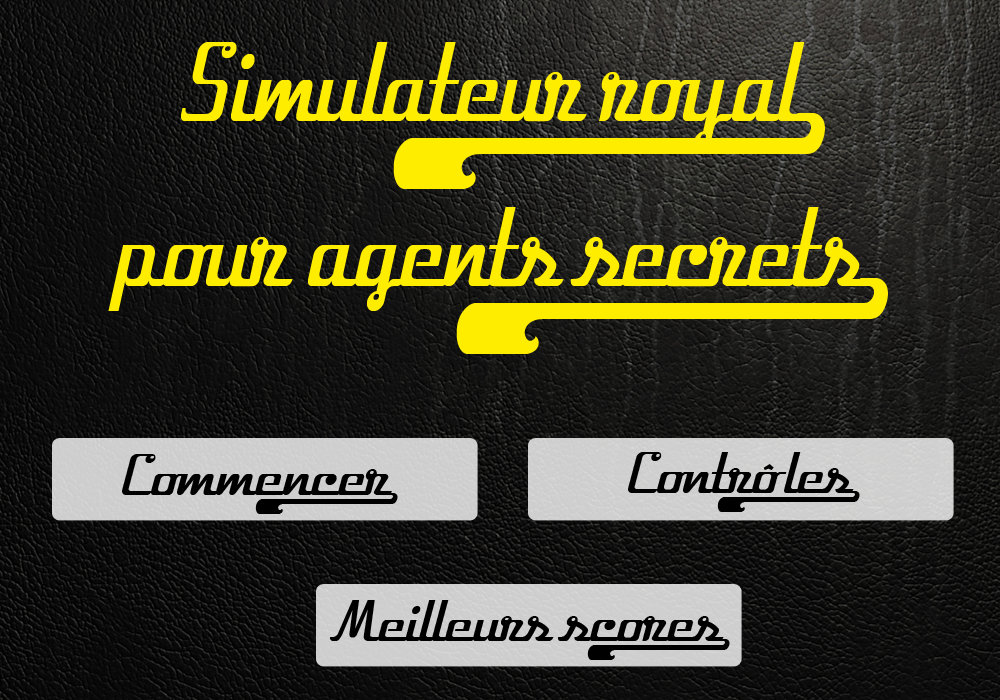 Simulateur royal
pour agents secrets
Commencer
Contrôles
Meilleurs scores